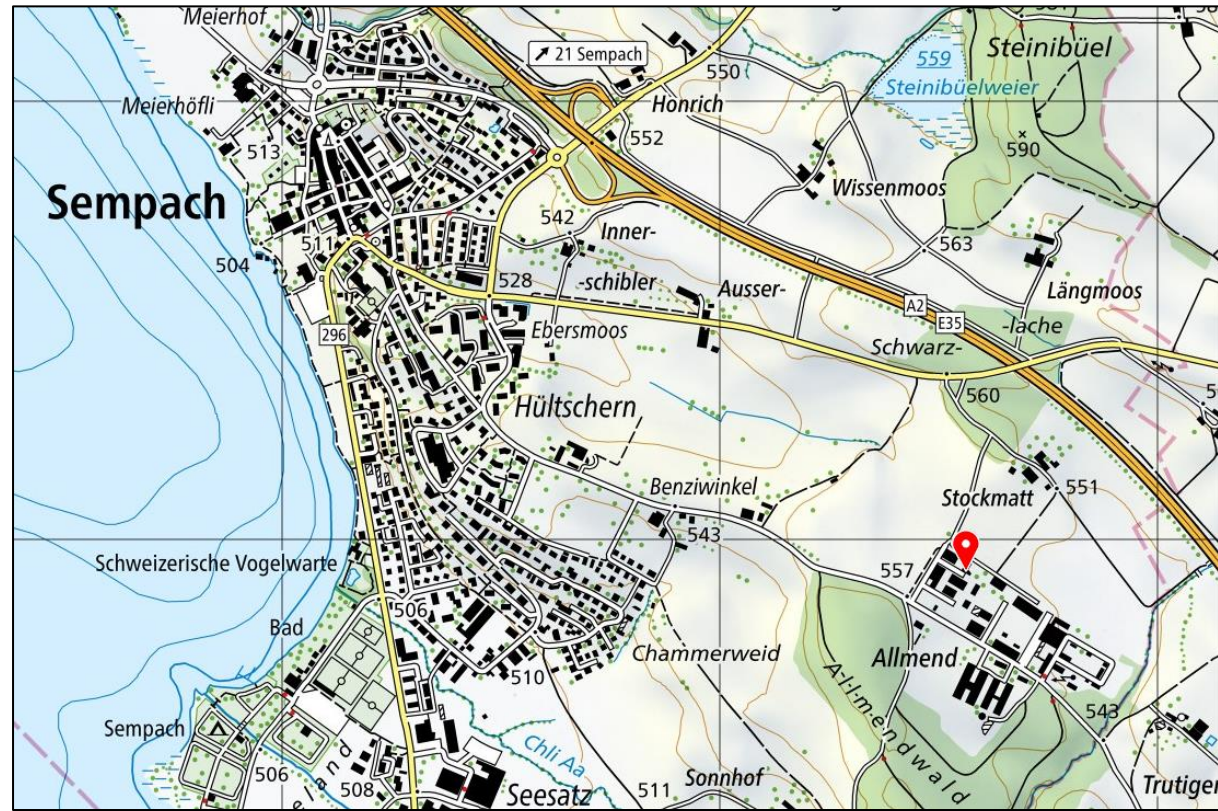 Meierhof
21 Sempach
550
559
Steinibüelweier
Steinibüel
Meierhöfli
Honrich
552
590
513
Wissenmoos
Sempach
542
Inner-
511
563
504
-schibler
Ausser-
Längmoos
528
A2
E35
-lache
296
Ebersmoos
Schwarz-
560
Hültschern
Benziwinkel
Stockmatt
551
543
Schweizerische Vogelwarte
557
506
Bad
Chammerweid
Allmend
510
Allmendwald
543
Sempach
Chli Aa
506
508
Seesatz
511
Sonnhof